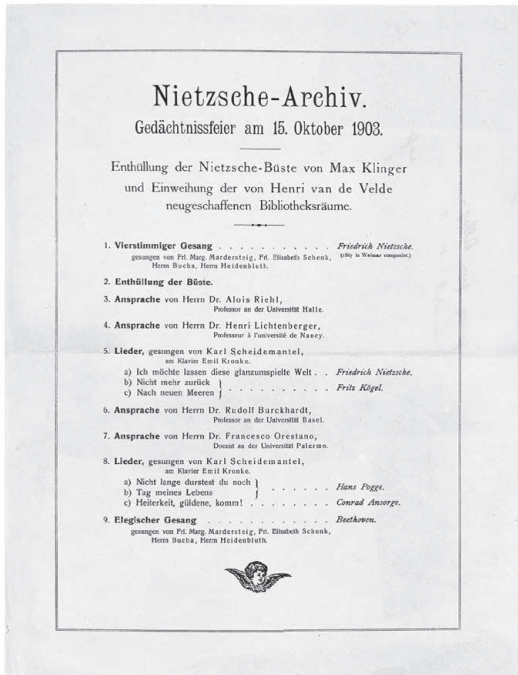 Nietzsche-Archiv.
Gedächtnissfeier am 15. Oktober 1903.
Enthüllung der Nietzsche-Büste von Max Klinger
und Einweihung der von Henri van de Velde
neugeschaffenen Bibliotheksräume.
1. Vierstimmiger Gesang . . . . . . . . . . . Friedrich Nietzsche.
gesungen von Frl. Marg. Mardersteig, Frl. Elisabeth Schenk, (1867 in Weimar componirt.)
Herrn Bucha, Herrn Heidenbluth.
2. Enthüllung der Büste.
3. Ansprache von Herrn Dr. Alois Riehl,
Professor an der Universität Halle.
4. Ansprache von Herrn Dr. Henri Lichtenberger,
Professeur à l'université de Nancy.
5. Lieder, gesungen von Karl Scheidemantel,
am Klavier Emil Kronke.
a) Ich möchte lassen diese glanzumspielte Welt . . Friedrich Nietzsche.
b) Nicht mehr zurück
c) Nach neuen Meeren } . . . . . . . . . Fritz Kögel.
6. Ansprache von Herrn Dr. Rudolf Burckhardt,
Professor an der Universität Basel.
7. Ansprache von Herrn Dr. Francesco Orestano,
Docent an der Universität Palermo.
8. Lieder, gesungen von Karl Scheidemantel,
am Klavier Emil Kronke.
a) Nicht lange durstest du noch
b) Tag meines Lebens } . . . . . . Hans Pogge.
c) Heiterkeit, güldene, komm! . . . . . . . Conrad Ansorge.
9. Elegischer Gesang . . . . . . . . . . . . Beethoven.
gesungen von Frl. Marg. Mardersteig, Frl. Elisabeth Schenk,
Herrn Bucha, Herrn Heidenbluth.